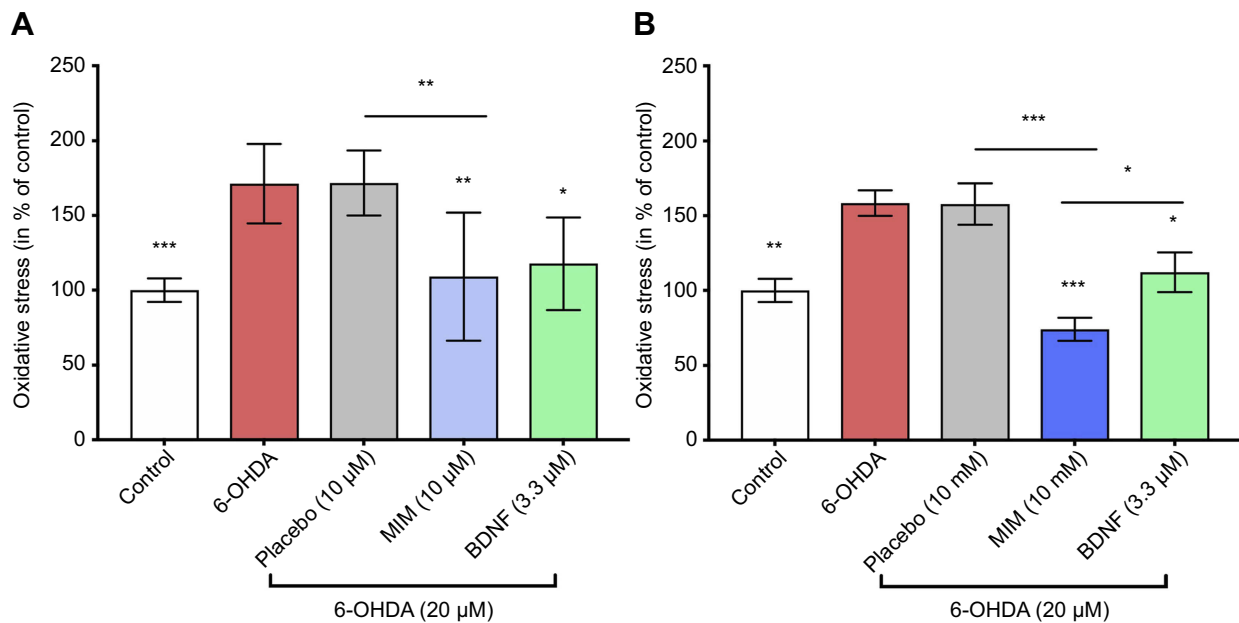 A
Oxidative stress (in % of control)
250
200
150
100
50
0
***
**
**
*
Control
6-OHDA
Placebo (10 µM)
MIM (10 µM)
BDNF (3.3 µM)
6-OHDA (20 µM)
B
Oxidative stress (in % of control)
250
200
150
100
50
0
**
***
***
*
*
Control
6-OHDA
Placebo (10 mM)
MIM (10 mM)
BDNF (3.3 µM)
6-OHDA (20 µM)